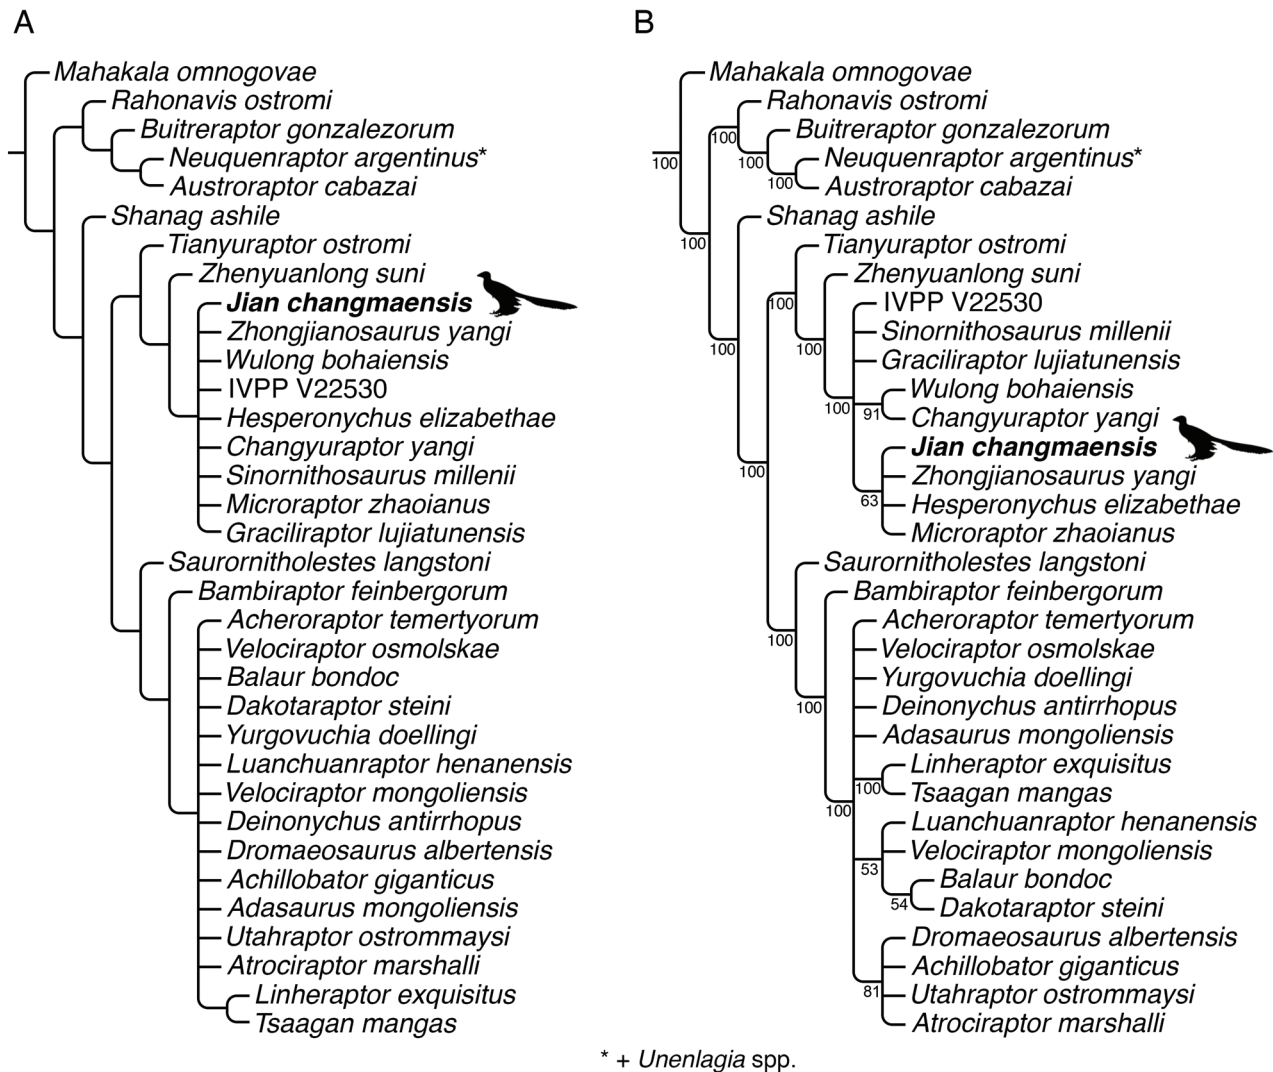 A
Mahakala omnogovae
Rahonavis ostromi
Buitreraptor gonzalezorum
Neuquenraptor argentinus*
Austroraptor cabazai
Shanag ashile
Tianyuraptor ostromi
Zhenyuanlong suni
Jian changmaensis
Zhongjianosaurus yangi
Wulong bohaiensis
IVPP V22530
Hesperonychus elizabethae
Changyuraptor yangi
Sinornithosaurus millenii
Microraptor zhaoianus
Graciliraptor lujiatunensis
Saurornitholestes langstoni
Bambiraptor feinbergorum
Acheroraptor temertyorum
Velociraptor osmolskae
Balaur bondoc
Dakotaraptor steini
Yurgovuchia doellingi
Luanchuanraptor henanensis
Velociraptor mongoliensis
Deinonychus antirrhopus
Dromaeosaurus albertensis
Achillobator giganticus
Adasaurus mongoliensis
Utahraptor ostrommaysi
Atrociraptor marshalli
Linheraptor exquisitus
Tsaagan mangas
B
Mahakala omnogovae
Rahonavis ostromi
100
Buitreraptor gonzalezorum
100
100
Neuquenraptor argentinus*
100
Austroraptor cabazai
Shanag ashile
100
Tianyuraptor ostromi
Zhenyuanlong suni
100
IVPP V22530
Sinornithosaurus millenii
100
100
Graciliraptor lujiatunensis
Wulong bohaiensis
100
91
Changyuraptor yangi
Jian changmaensis
100
Zhongjianosaurus yangi
63
Hesperonychus elizabethae
Microraptor zhaoianus
Saurornitholestes langstoni
Bambiraptor feinbergorum
Acheroraptor temertyorum
100
Velociraptor osmolskae
Yurgovuchia doellingi
100
Deinonychus antirrhopus
Adasaurus mongoliensis
Linheraptor exquisitus
100
Tsaagan mangas
100
Luanchuanraptor henanensis
Velociraptor mongoliensis
53
Balaur bondoc
54
Dakotaraptor steini
Dromaeosaurus albertensis
Achillobator giganticus
81
Utahraptor ostrommaysi
Atrociraptor marshalli
* + Unenlagia spp.